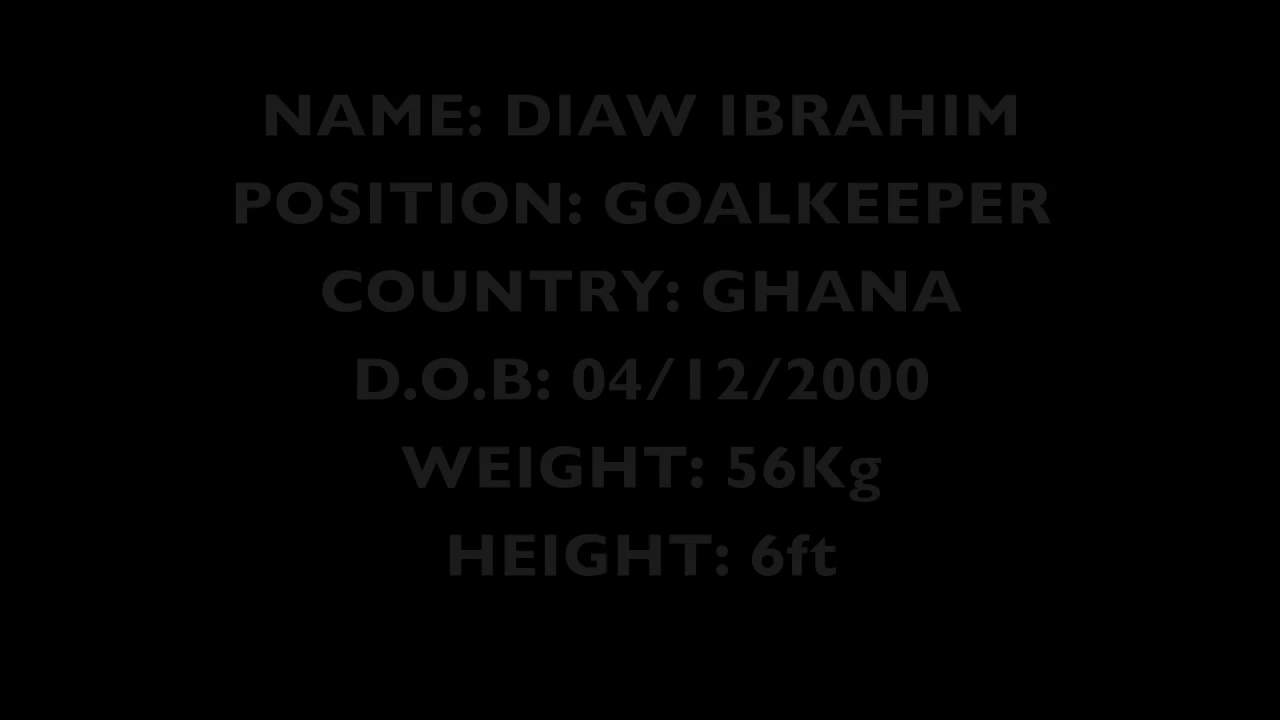 NAME: DIAW IBRAHIM
POSITION: GOALKEEPER
COUNTRY: GHANA
D.O.B: 04/12/2000
WEIGHT: 56Kg
HEIGHT: 6ft